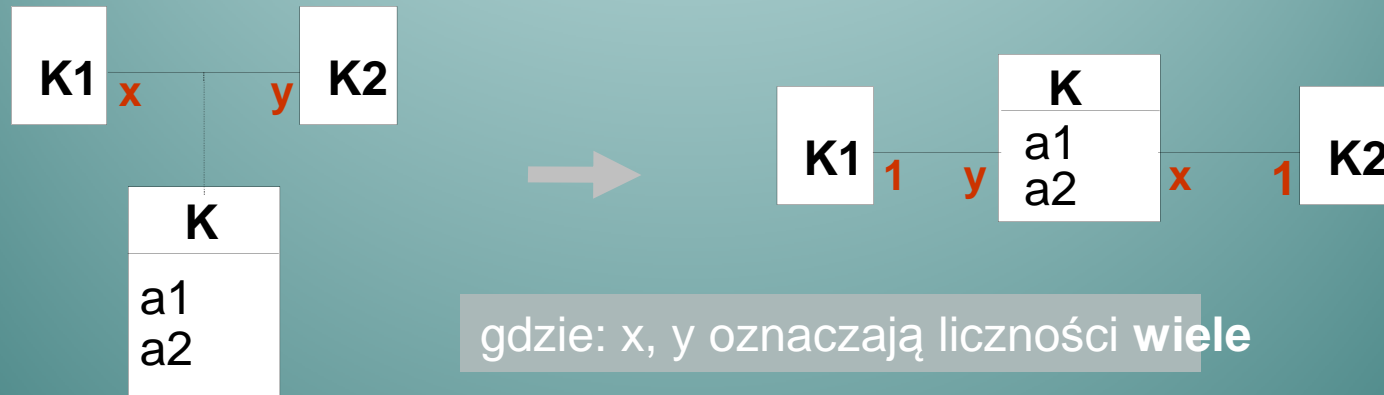 K1 x y K2
K
a1
a2
K1 1 y
K
a1
a2
x 1 K2
gdzie: x, y oznaczają liczności wiele